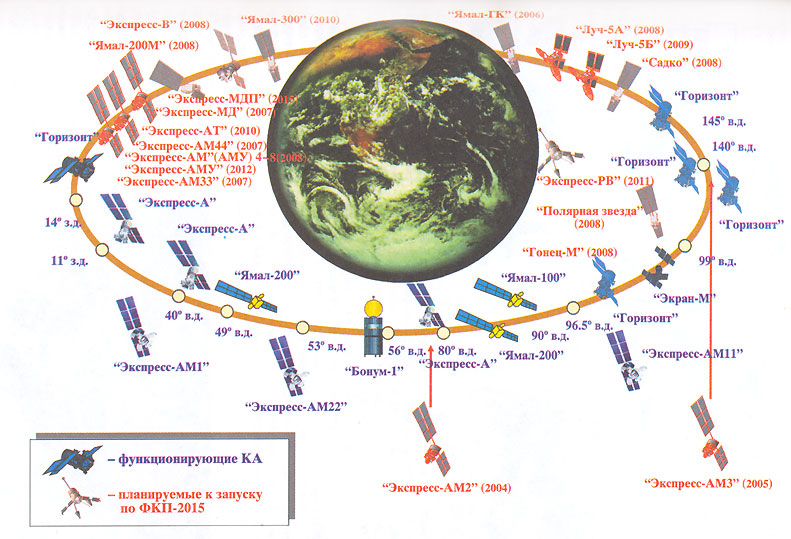 “Экспресс-В” (2008)
“Ямал-300” (2010)
“Ямал-ГК” (2006)
“Ямал-200М” (2008)
“Луч-5А” (2008)
“Луч-5Б” (2009)
“Садко” (2008)
“Экспресс-МДП” (2015)
“Экспресс-МД” (2007)
“Экспресс-АТ” (2010)
“Экспресс-АМ44” (2007)
“Экспресс-АМ”(АМУ) 4–8(2008)
“Экспресс-АМУ” (2012)
“Экспресс-АМ33” (2007)
“Горизонт”
“Горизонт”
145° в.д.
140° в.д.
“Горизонт”
“Экспресс-РВ” (2011)
“Экспресс-А”
“Полярная звезда”
(2008)
“Горизонт”
14° з.д.
“Экспресс-А”
11° з.д.
“Гонец-М” (2008)
99° в.д.
“Ямал-200”
“Ямал-100”
“Экран-М”
40° в.д.
49° в.д.
“Горизонт”
96.5° в.д.
90° в.д.
53° в.д.
56° в.д.
80° в.д.
“Ямал-200”
“Экспресс-АМ1”
“Бонум-1”
“Экспресс-А”
“Экспресс-АМ11”
“Экспресс-АМ22”
– функционирующие КА
– планируемые к запуску
по ФКП-2015
“Экспресс-АМ2” (2004)
“Экспресс-АМ3” (2005)